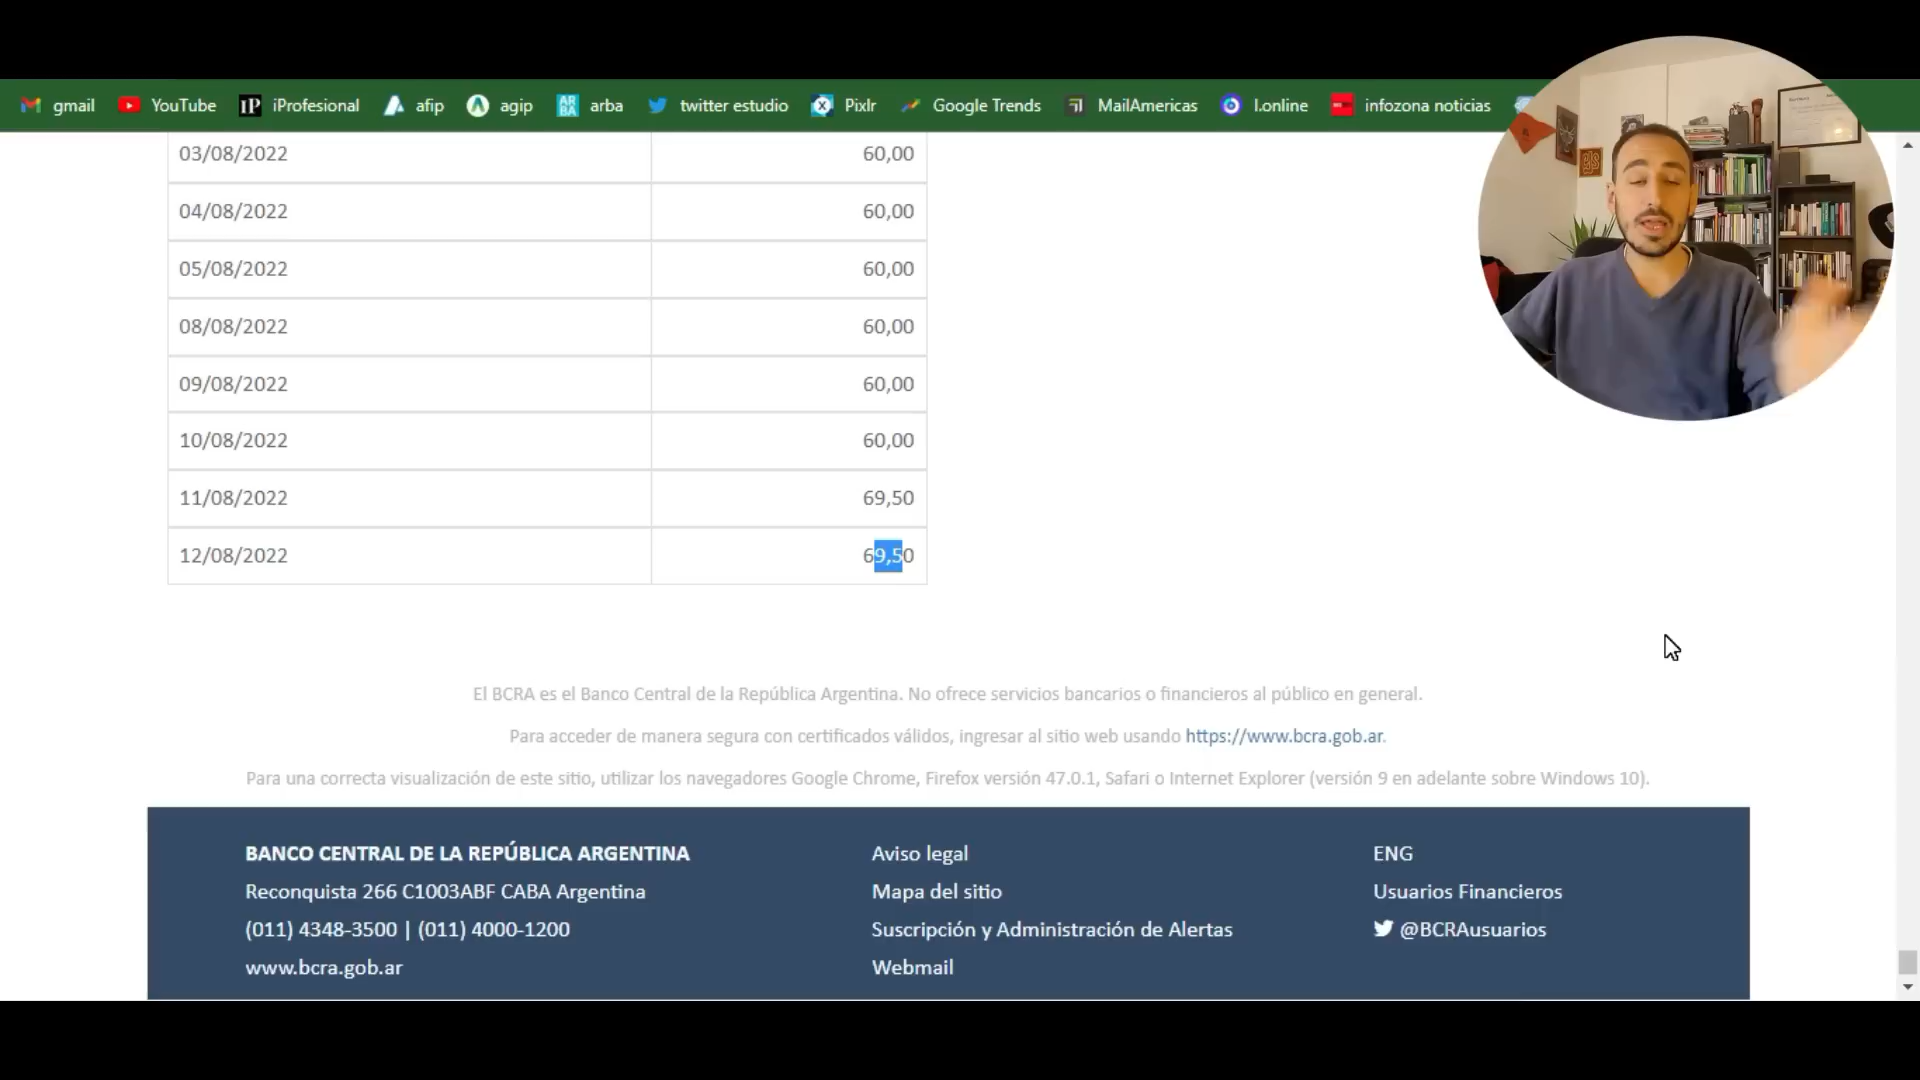 gmail YouTube iProfesional afip agip arba twitter estudio Pixlr Google Trends MailAmericas I.online infozona noticias
03/08/2022 60,00
04/08/2022 60,00
05/08/2022 60,00
08/08/2022 60,00
09/08/2022 60,00
10/08/2022 60,00
11/08/2022 69,50
12/08/2022 69,50
El BCRA es el Banco Central de la República Argentina. No ofrece servicios bancarios o financieros al público en general.
Para acceder de manera segura con certificados válidos, ingresar al sitio web usando https://www.bcra.gob.ar.
Para una correcta visualización de este sitio, utilizar los navegadores Google Chrome, Firefox versión 47.0.1, Safari o Internet Explorer (versión 9 en adelante sobre Windows 10).
BANCO CENTRAL DE LA REPÚBLICA ARGENTINA
Reconquista 266 C1003ABF CABA Argentina
(011) 4348-3500 | (011) 4000-1200
www.bcra.gob.ar
Aviso legal
Mapa del sitio
Suscripción y Administración de Alertas
Webmail
ENG
Usuarios Financieros
@BCRAusuarios